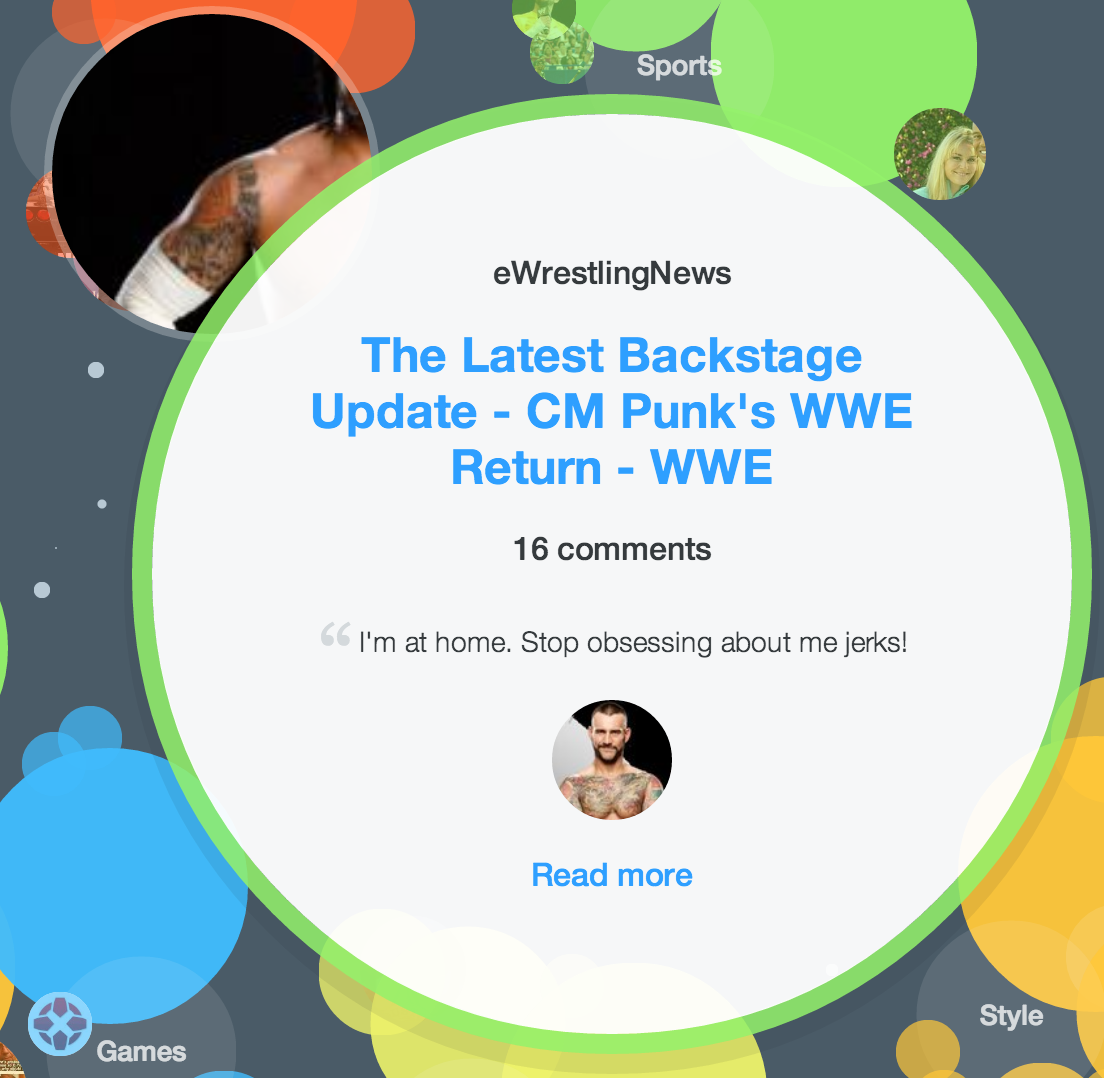 Sports
eWrestlingNews
The Latest Backstage
Update - CM Punk's WWE
Return - WWE
16 comments
“ I'm at home. Stop obsessing about me jerks!
Read more
Style
Games